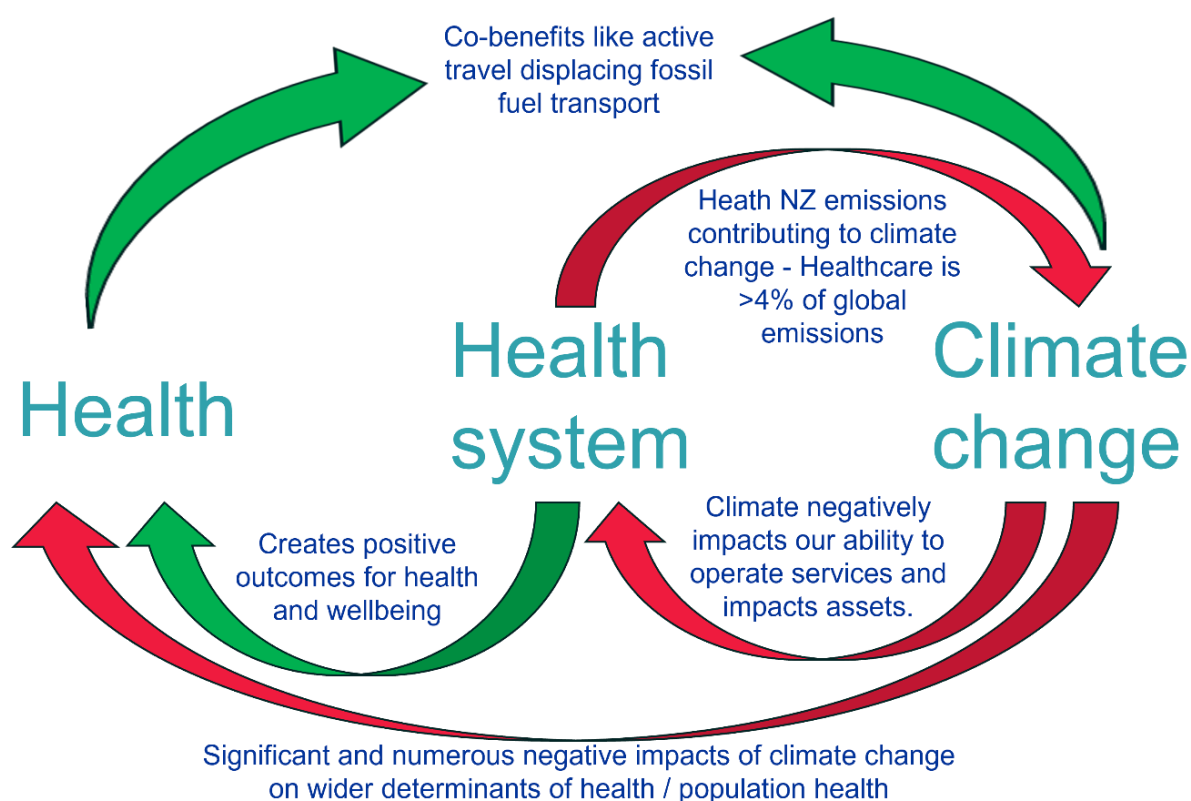 Co-benefits like active
travel displacing fossil
fuel transport
Heath NZ emissions
contributing to climate
change - Healthcare is
>4% of global
emissions
Health
Health
system
Climate
change
Creates positive
outcomes for health
and wellbeing
Climate negatively
impacts our ability to
operate services and
impacts assets.
Significant and numerous negative impacts of climate change
on wider determinants of health / population health